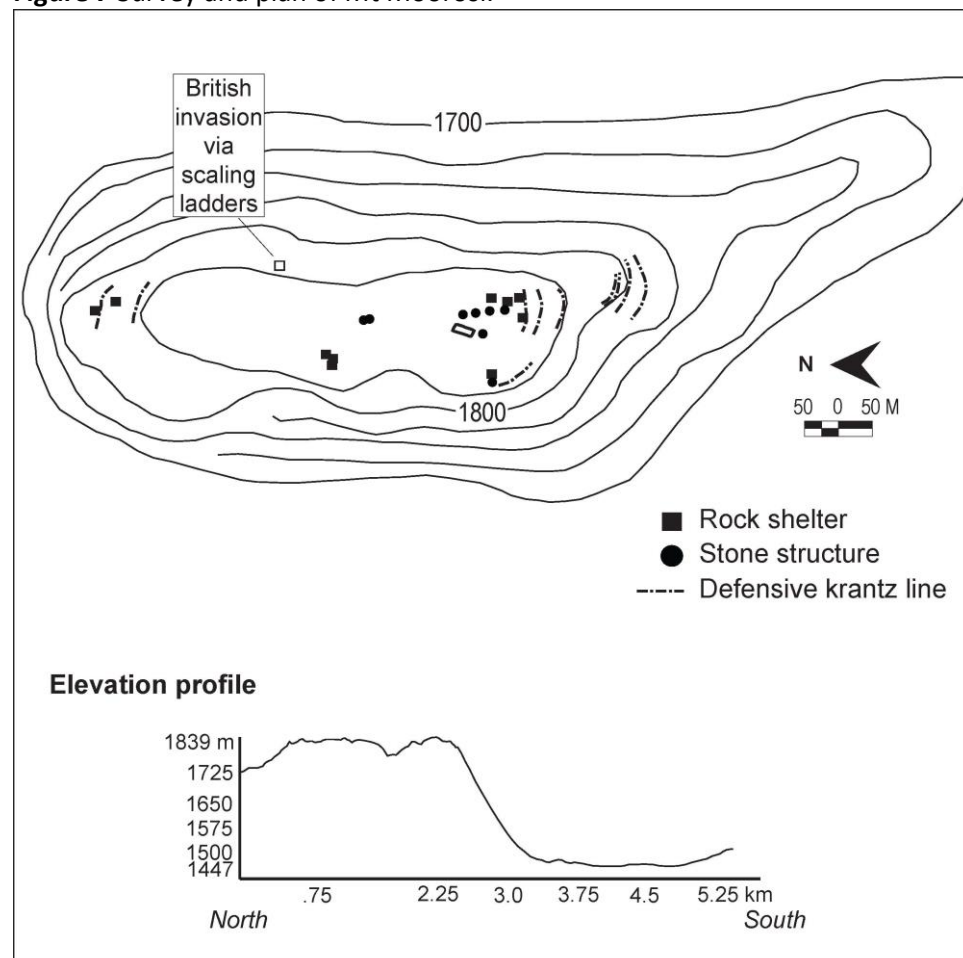 British
invasion
via
scaling
ladders
1700
1800
N
50 0 50 M
Rock shelter
Stone structure
Defensive krantz line
Elevation profile
1839 m
1725
1650
1575
1500
1447
.75 2.25 3.0 3.75 4.5 5.25 km
North South